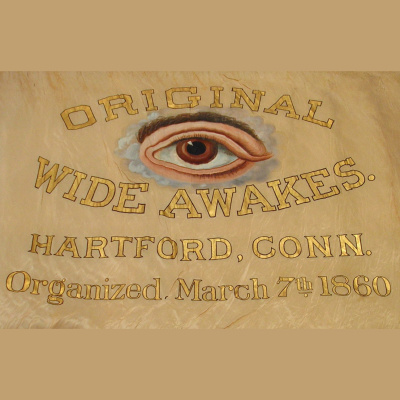 ORIGINAL
WIDE AWAKES.
HARTFORD, CONN.
Organized. March 7th 1860